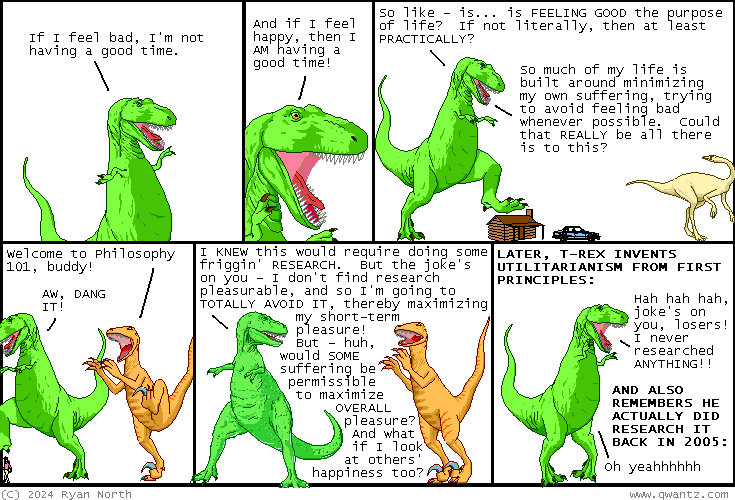 If I feel bad, I'm not
having a good time.
And if I feel
happy, then I
AM having a
good time!
So like – is... is FEELING GOOD the purpose
of life?  If not literally, then at least
PRACTICALLY?
So much of my life is
built around minimizing
my own suffering, trying
to avoid feeling bad
whenever possible.  Could
that REALLY be all there
is to this?
Welcome to Philosophy
101, buddy!
AW, DANG
IT!
I KNEW this would require doing some
friggin' RESEARCH.  But the joke's
on you – I don't find research
pleasurable, and so I'm going to
TOTALLY AVOID IT, thereby maximizing
my short-term
pleasure!
But – huh,
would SOME
suffering be
permissible
to maximize
OVERALL
pleasure?
And what
if I look
at others'
happiness too?
LATER, T-REX INVENTS
UTILITARIANISM FROM FIRST
PRINCIPLES:
Hah hah hah,
joke's on
you, losers!
I never
researched
ANYTHING!!
AND ALSO
REMEMBERS HE
ACTUALLY DID
RESEARCH IT
BACK IN 2005:
Oh yeahhhhhh
(C) 2024 Ryan North
www.qwantz.com